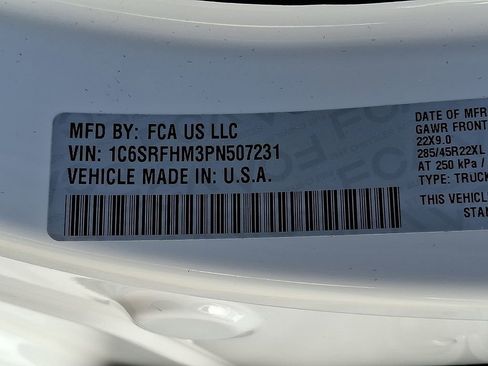 MFD BY: FCA US LLC
VIN: 1C6SRFHM3PN507231
VEHICLE MADE IN: U.S.A.
DATE OF MFR
GAWR FRONT
22X9.0
285/45R22XL
AT 250 kPa /
TYPE: TRUCK
THIS VEHICL
STAN